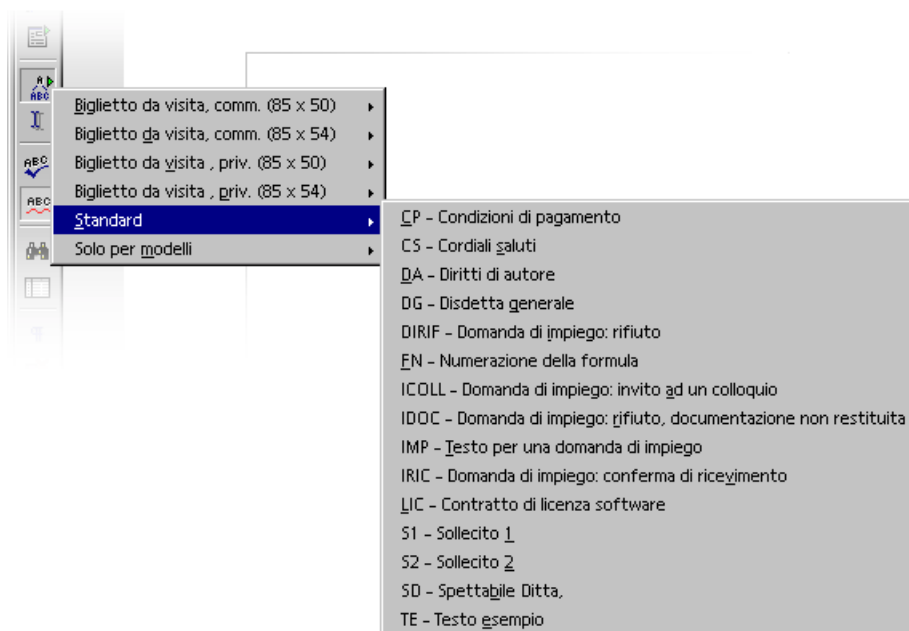 A
ABC
ABC
ABC
Biglietto da visita, comm. (85 x 50)
Biglietto da visita, comm. (85 x 54)
Biglietto da visita , priv. (85 x 50)
Biglietto da visita , priv. (85 x 54)
Standard
Solo per modelli
CP - Condizioni di pagamento
CS - Cordiali saluti
DA - Diritti di autore
DG - Disdetta generale
DIRIF - Domanda di impiego: rifiuto
FN - Numerazione della formula
ICOLL - Domanda di impiego: invito ad un colloquio
IDOC - Domanda di impiego: rifiuto, documentazione non restituita
IMP - Testo per una domanda di impiego
IRIC - Domanda di impiego: conferma di ricevimento
LIC - Contratto di licenza software
S1 - Sollecito 1
S2 - Sollecito 2
SD - Spettabile Ditta,
TE - Testo esempio